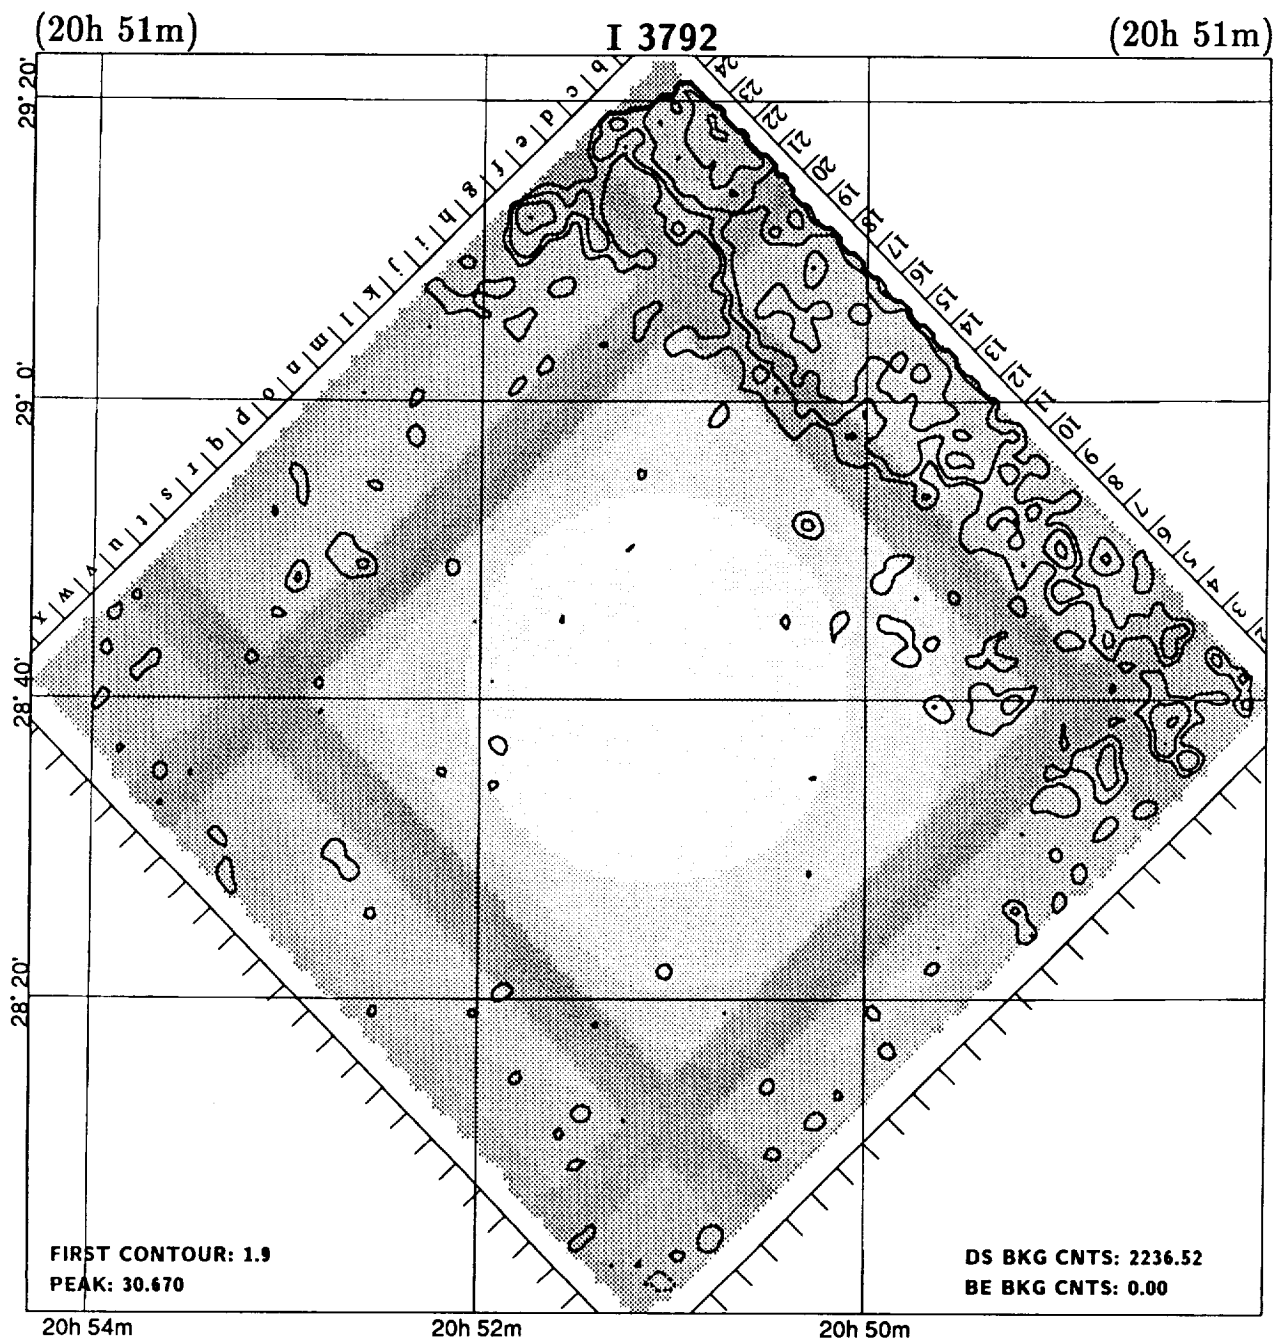 (20h 51m) I 3792 (20h 51m)
29° 20'
29° 0'
28° 40'
28° 20'
b c d e f g h i j k l m n o p q r s t u v w x
24 23 22 21 20 19 18 17 16 15 14 13 12 11 10 9 8 7 6 5 4 3 2
FIRST CONTOUR: 1.9
PEAK: 30.670
DS BKG CNTS: 2236.52
BE BKG CNTS: 0.00
20h 54m 20h 52m 20h 50m